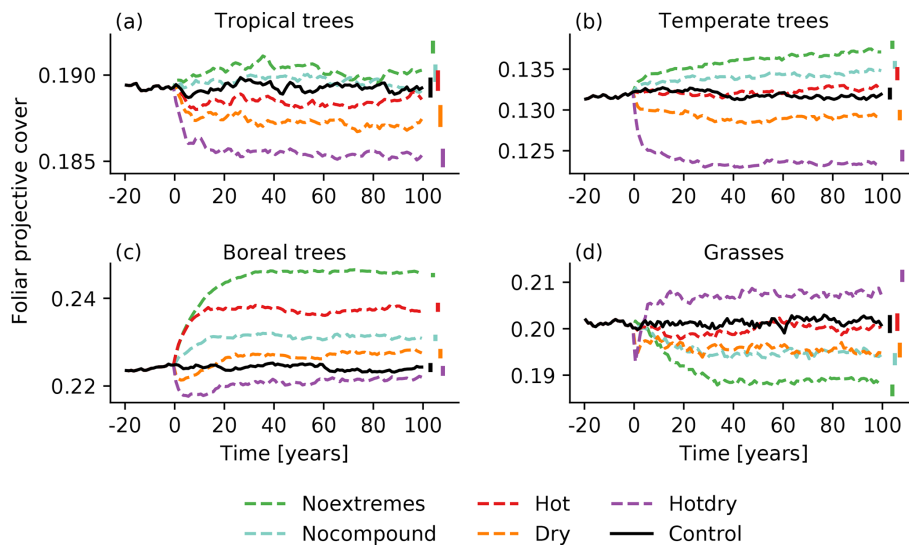 (a) Tropical trees
(b) Temperate trees
0.190
0.185
-20 0 20 40 60 80 100
0.135
0.130
0.125
-20 0 20 40 60 80 100
Foliar projective cover
(c) Boreal trees
(d) Grasses
0.24
0.22
-20 0 20 40 60 80 100
Time [years]
0.21
0.20
0.19
-20 0 20 40 60 80 100
Time [years]
Noextremes Hot Hotdry
Nocompound Dry Control